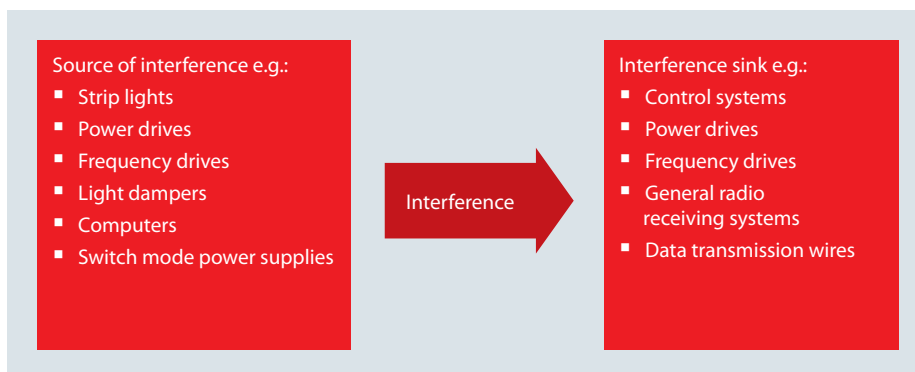 Source of interference e.g.:
▪ Strip lights
▪ Power drives
▪ Frequency drives
▪ Light dampers
▪ Computers
▪ Switch mode power supplies
Interference
Interference sink e.g.:
▪ Control systems
▪ Power drives
▪ Frequency drives
▪ General radio
receiving systems
▪ Data transmission wires